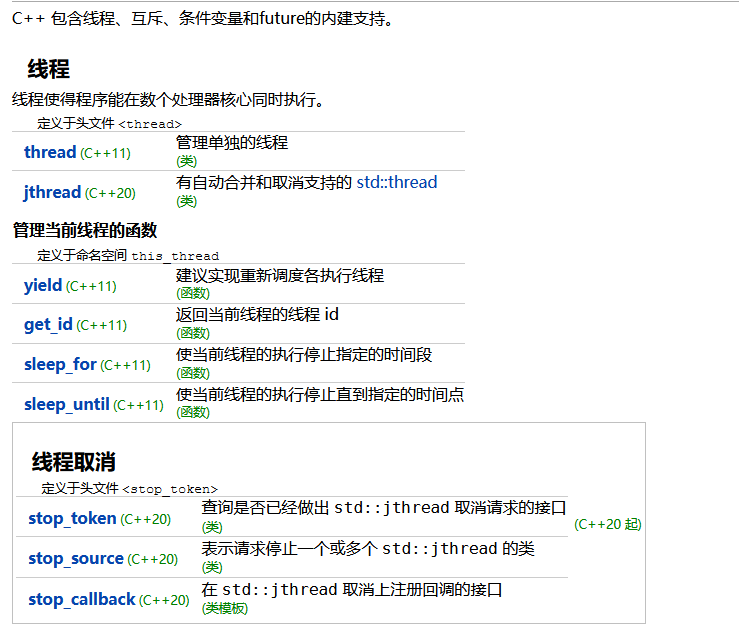 C++ 包含线程、互斥、条件变量和future的内建支持。
线程
线程使得程序能在数个处理器核心同时执行。
定义于头文件 <thread>
thread (C++11) 管理单独的线程
(类)
jthread (C++20) 有自动合并和取消支持的 std::thread
(类)
管理当前线程的函数
定义于命名空间 this_thread
yield (C++11) 建议实现重新调度各执行线程
(函数)
get_id (C++11) 返回当前线程的线程 id
(函数)
sleep_for (C++11) 使当前线程的执行停止指定的时间段
(函数)
sleep_until (C++11) 使当前线程的执行停止直到指定的时间点
(函数)
线程取消
定义于头文件 <stop_token>
stop_token (C++20) 查询是否已经做出 std::jthread 取消请求的接口
(类)
(C++20 起)
stop_source (C++20) 表示请求停止一个或多个 std::jthread 的类
(类)
stop_callback (C++20) 在 std::jthread 取消上注册回调的接口
(类模板)